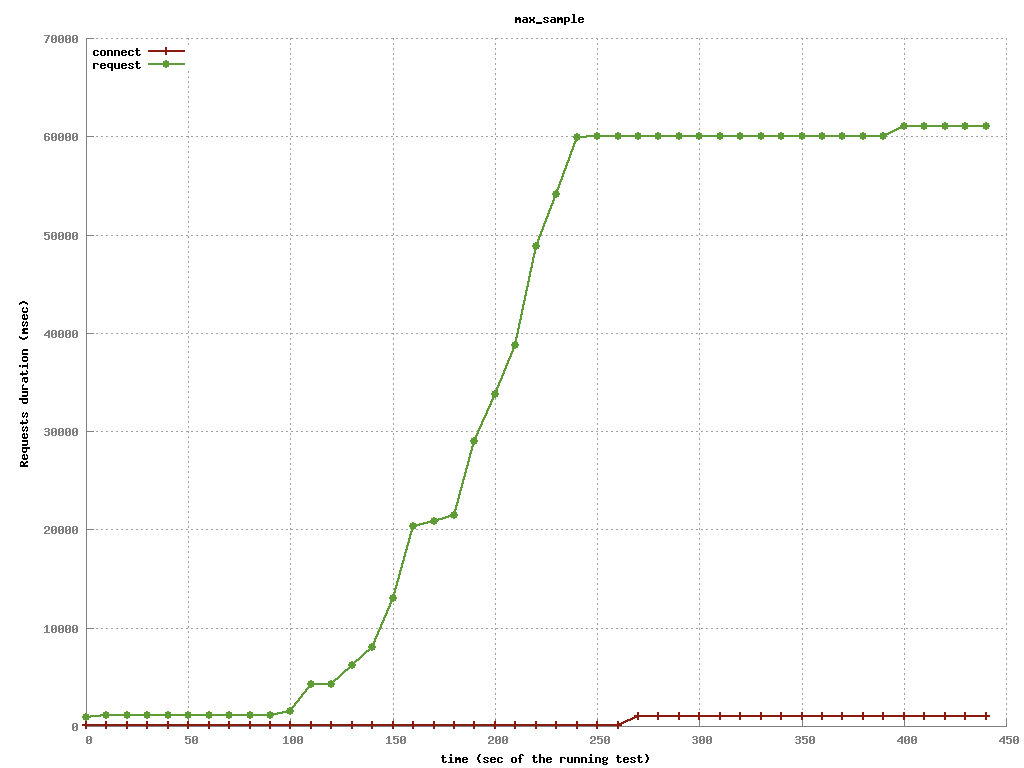 max_sample
70000
connect
request
60000
50000
40000
30000
20000
10000
0
Requests duration (msec)
0 50 100 150 200 250 300 350 400 450
time (sec of the running test)